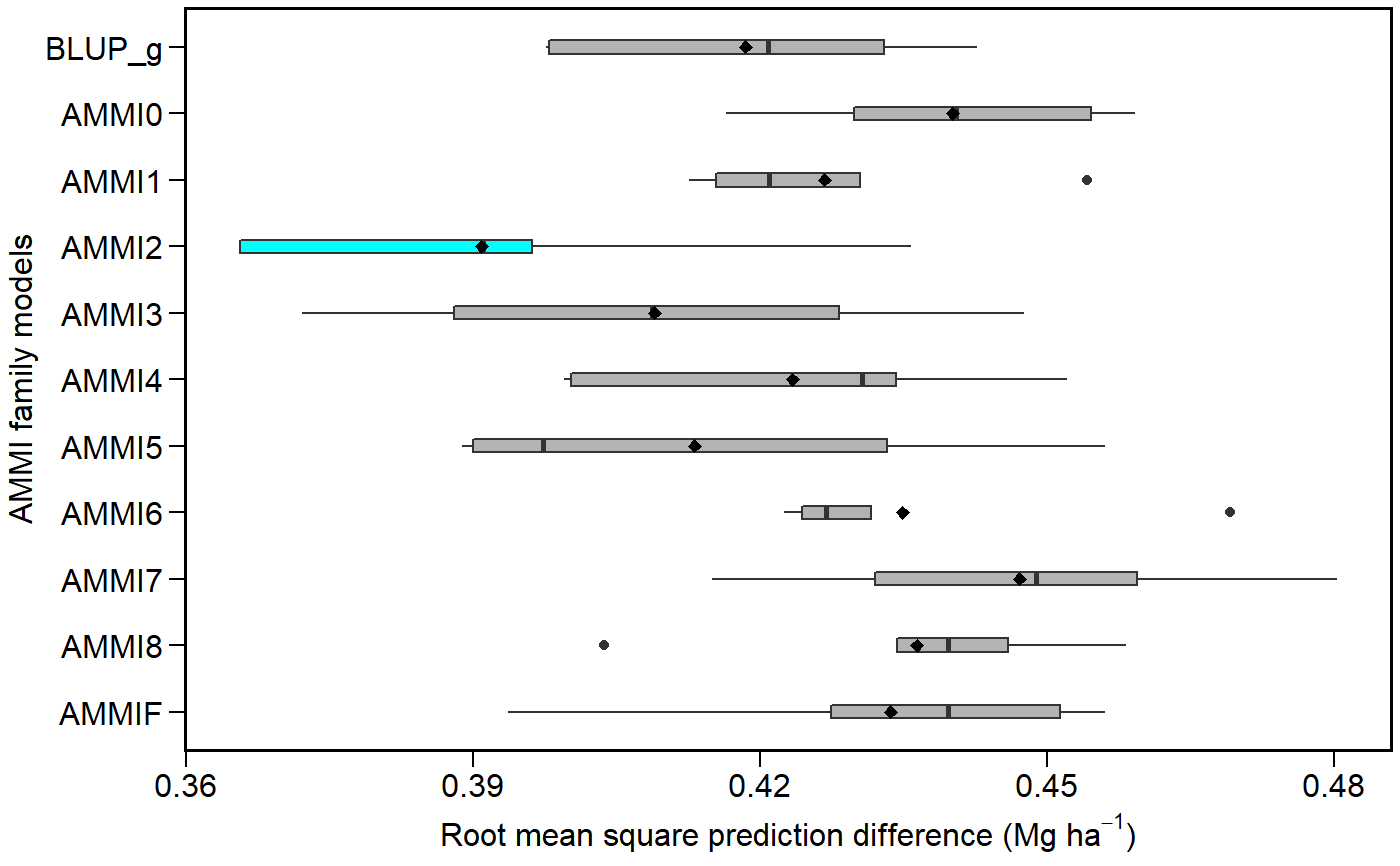 AMMI family models
BLUP_g
AMMI0
AMMI1
AMMI2
AMMI3
AMMI4
AMMI5
AMMI6
AMMI7
AMMI8
AMMIF
0.36 0.39 0.42 0.45 0.48
Root mean square prediction difference (Mg ha⁻¹)